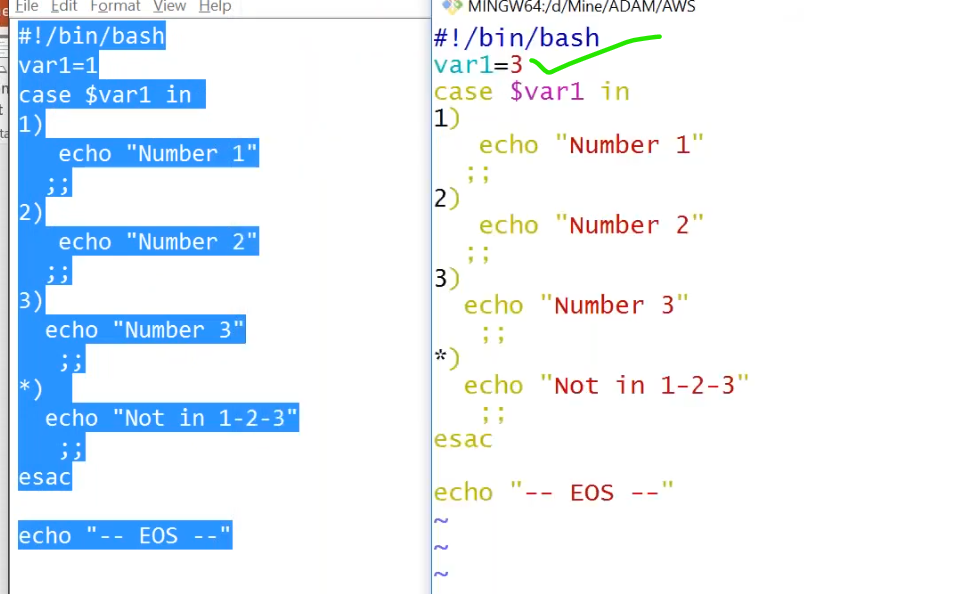 File Edit Format View Help
#!/bin/bash
var1=1
case $var1 in
1)
   echo "Number 1"
  ;;
2)
   echo "Number 2"
  ;;
3)
  echo "Number 3"
   ;;
*)
  echo "Not in 1-2-3"
   ;;
esac

echo "-- EOS --"
MINGW64:/d/Mine/ADAM/AWS
#!/bin/bash
var1=3
case $var1 in
1)
   echo "Number 1"
  ;;
2)
   echo "Number 2"
  ;;
3)
  echo "Number 3"
   ;;
*)
  echo "Not in 1-2-3"
   ;;
esac

echo "-- EOS --"
~
~
~